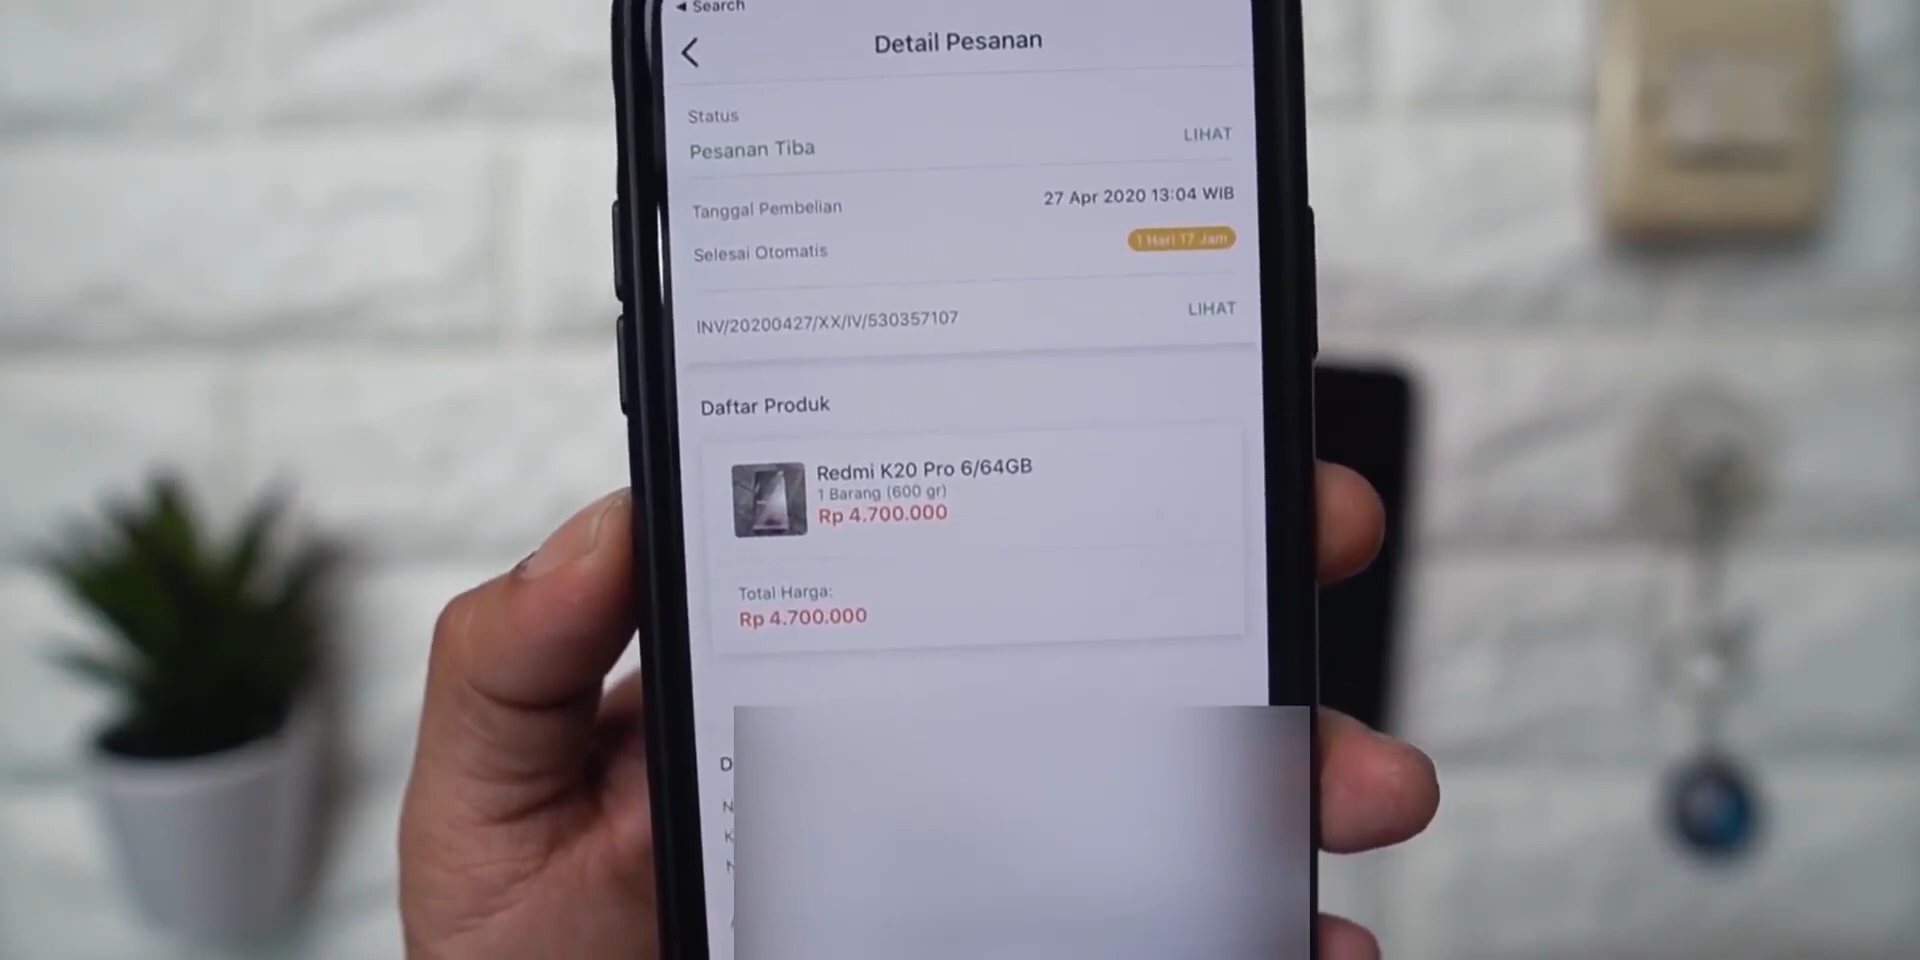 ◀ Search
Detail Pesanan
Status
Pesanan Tiba
LIHAT
Tanggal Pembelian
27 Apr 2020 13:04 WIB
Selesai Otomatis
1 Hari 17 Jam
INV/20200427/XX/IV/530357107
LIHAT
Daftar Produk
Redmi K20 Pro 6/64GB
1 Barang (600 gr)
Rp 4.700.000
Total Harga:
Rp 4.700.000